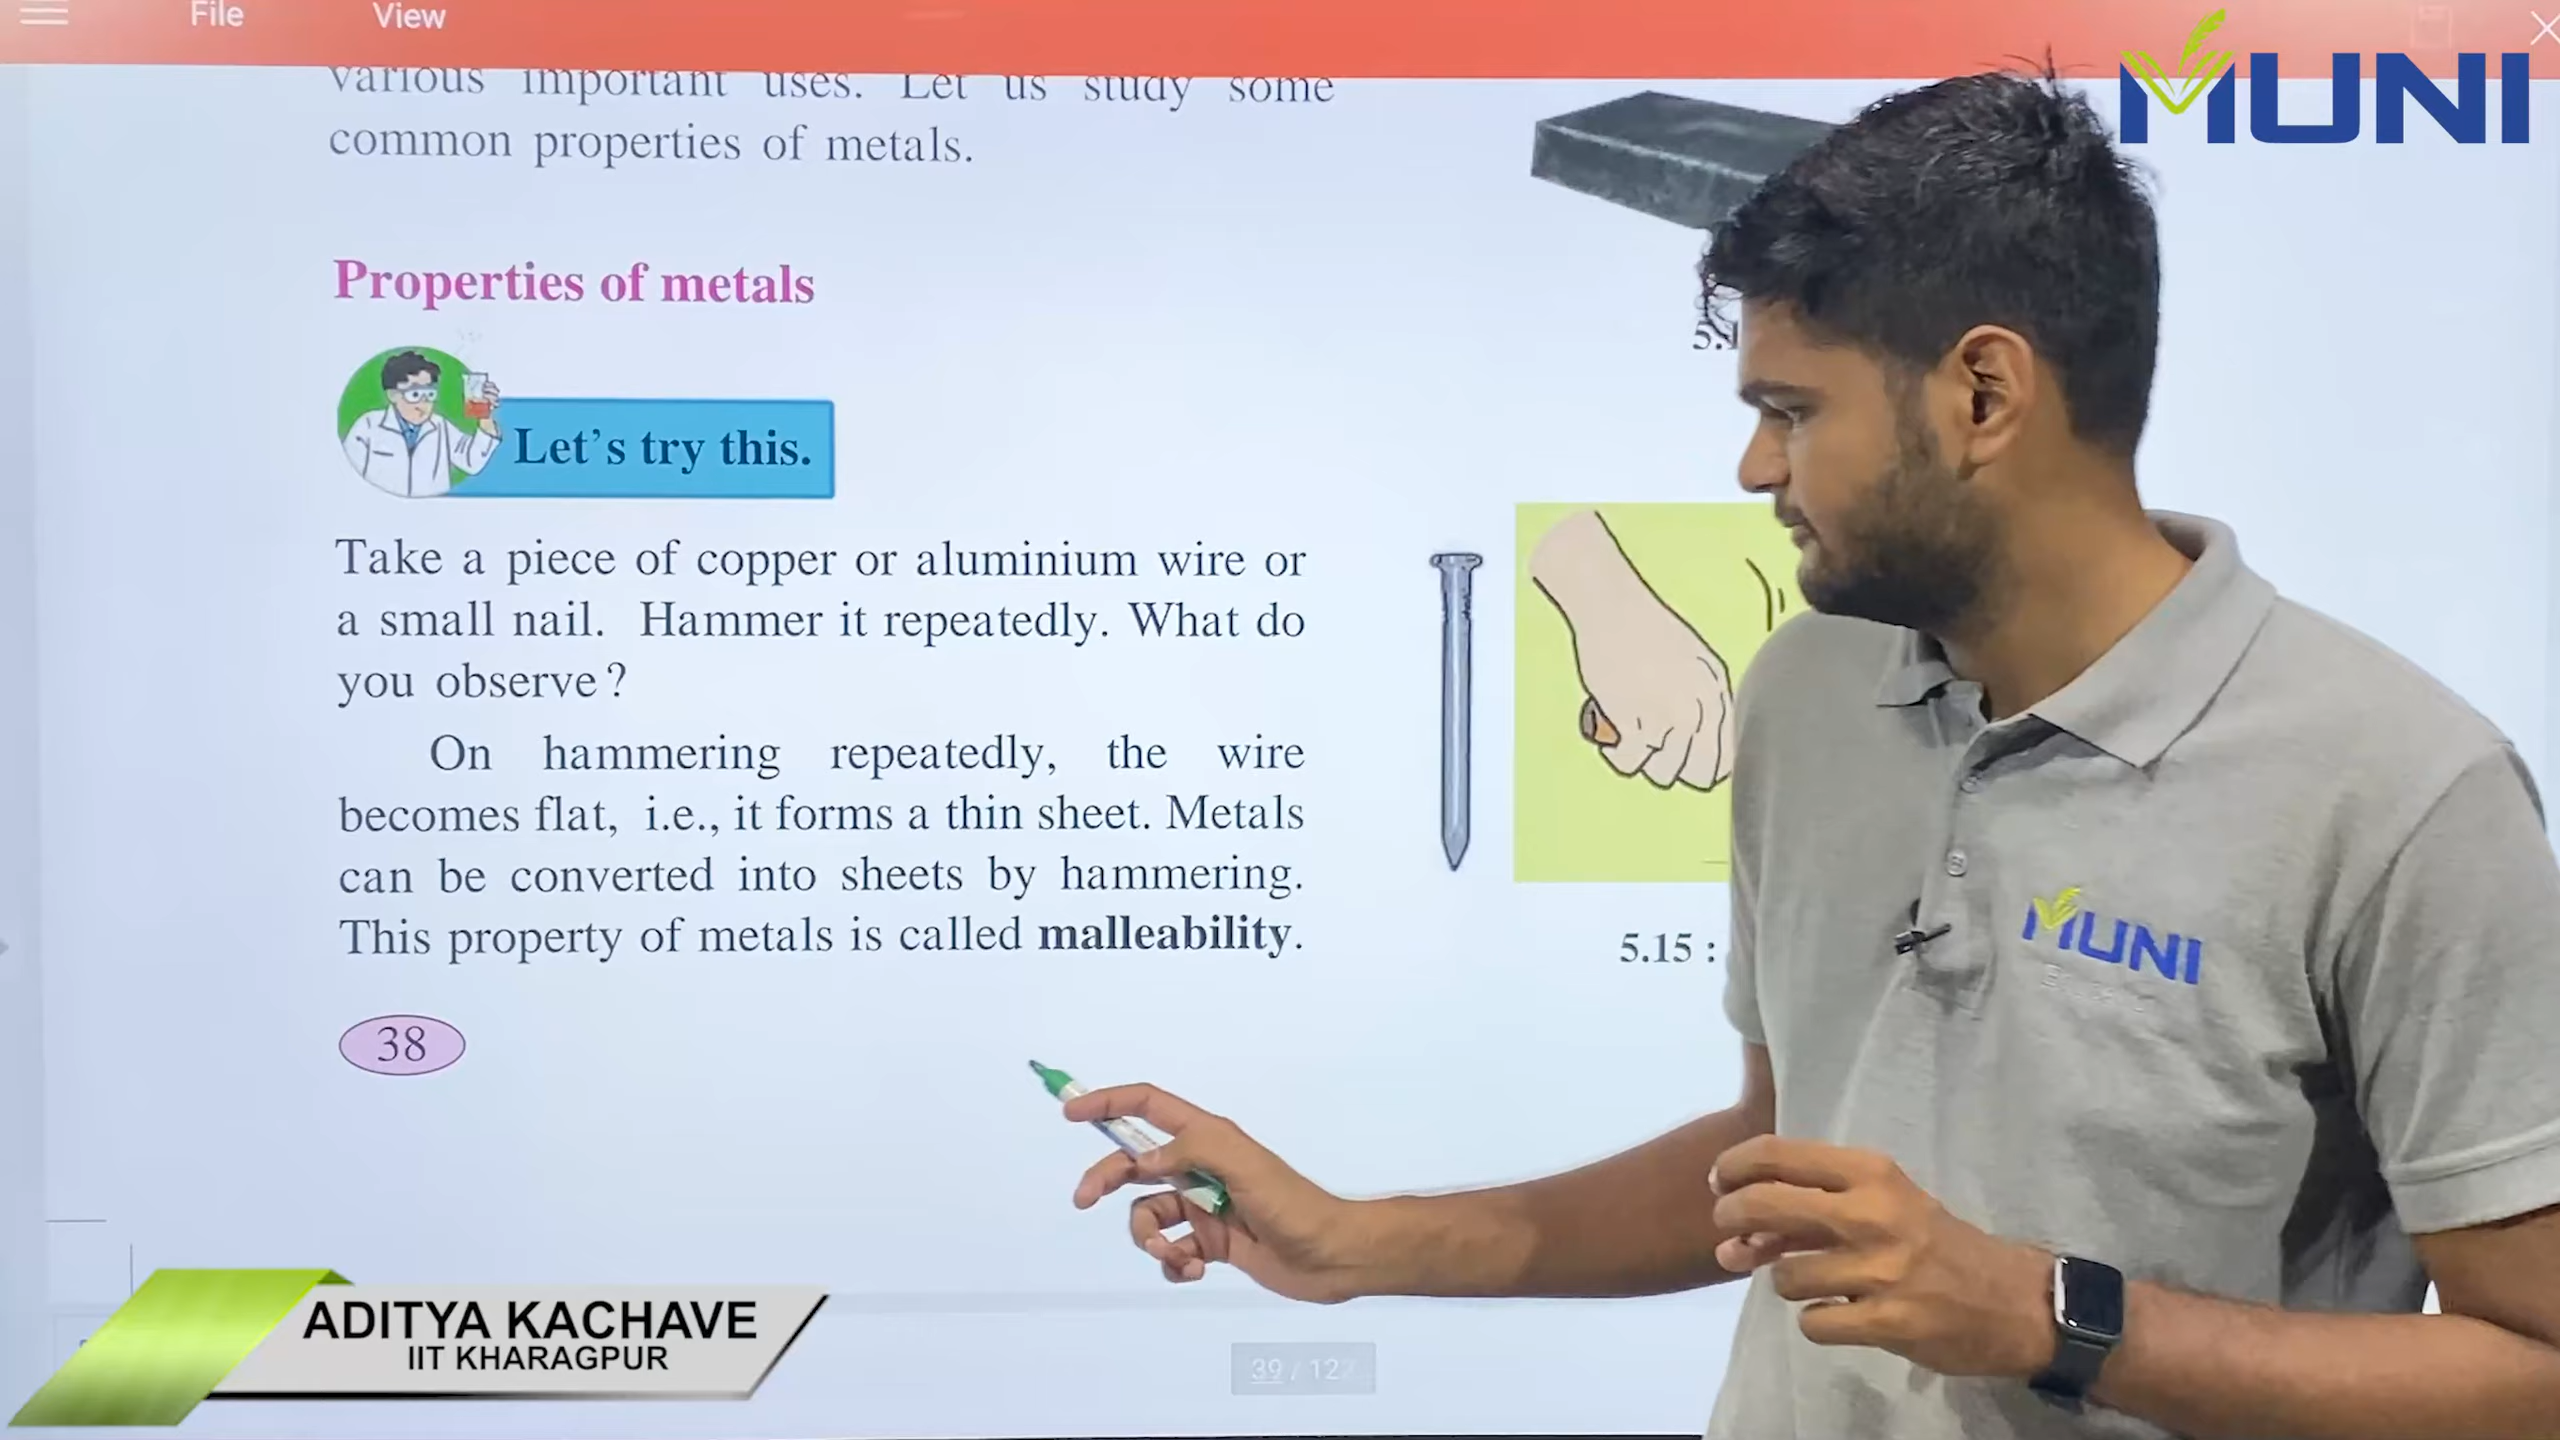 File View
MUNI
various important uses. Let us study some
common properties of metals.
Properties of metals
Let's try this.
Take a piece of copper or aluminium wire or
a small nail. Hammer it repeatedly. What do
you observe?
On hammering repeatedly, the wire
becomes flat, i.e., it forms a thin sheet. Metals
can be converted into sheets by hammering.
This property of metals is called malleability.
38
5.15 :
MUNI
ADITYA KACHAVE
IIT KHARAGPUR